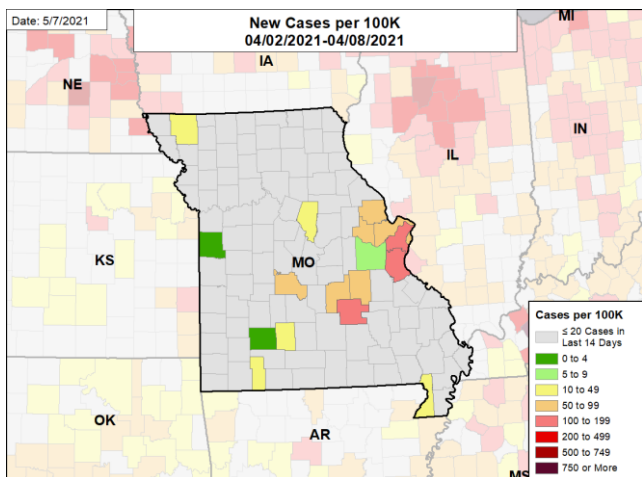 Date: 5/7/2021
New Cases per 100K
04/02/2021-04/08/2021
MI
IA
NE
IL
IN
KS
MO
OK
AR
MS
Cases per 100K
≤ 20 Cases in
Last 14 Days
0 to 4
5 to 9
10 to 49
50 to 99
100 to 199
200 to 499
500 to 749
750 or More